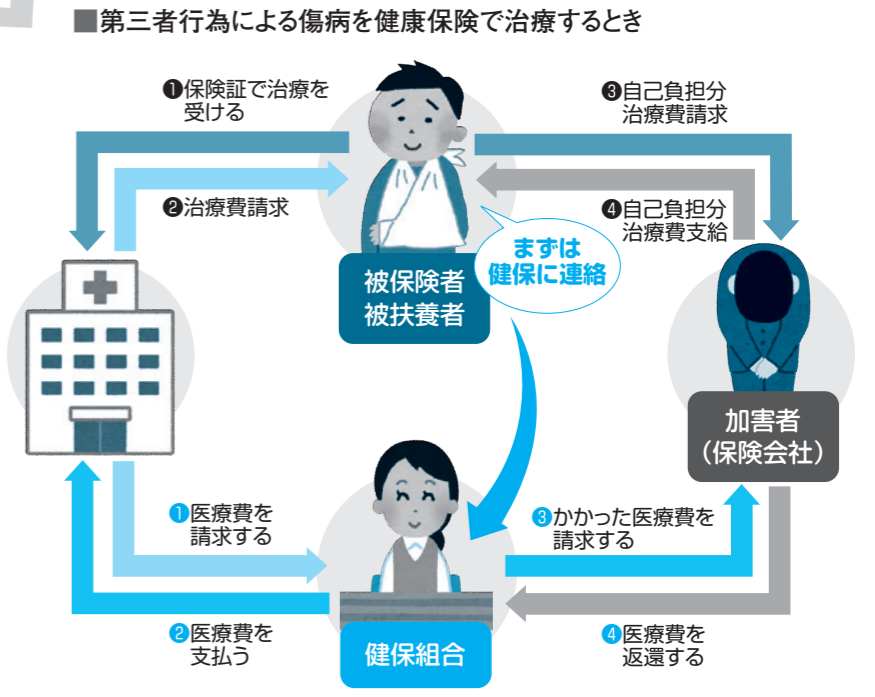 ■第三者行為による傷病を健康保険で治療するとき
❶保険証で治療を
受ける
❸自己負担分
治療費請求
❷治療費請求
❹自己負担分
治療費支給
まずは
健保に連絡
被保険者
被扶養者
加害者
（保険会社）
❶医療費を
請求する
❸かかった医療費を
請求する
❷医療費を
支払う
健保組合
❹医療費を
返還する